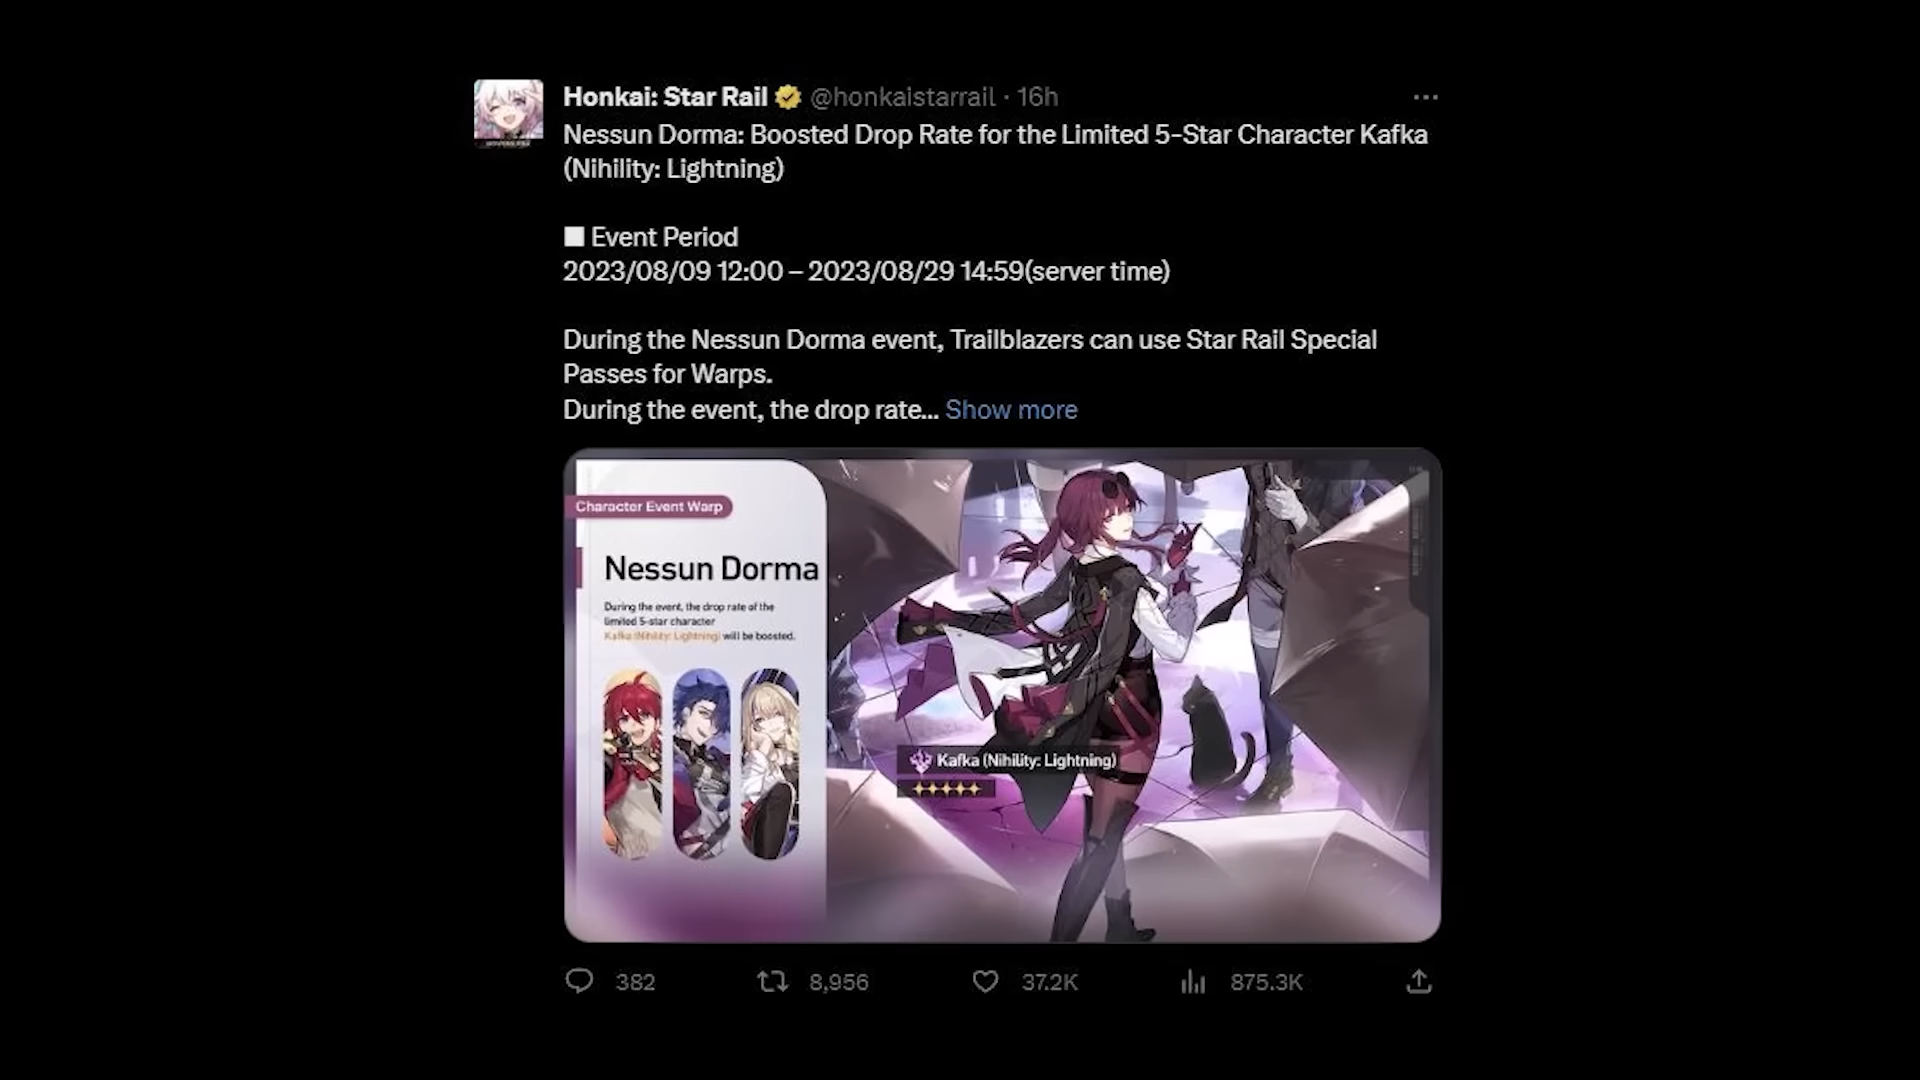 Honkai: Star Rail @honkaistarrail · 16h
Nessun Dorma: Boosted Drop Rate for the Limited 5-Star Character Kafka
(Nihility: Lightning)
Event Period
2023/08/09 12:00 – 2023/08/29 14:59(server time)
During the Nessun Dorma event, Trailblazers can use Star Rail Special
Passes for Warps.
During the event, the drop rate... Show more
Character Event Warp
Nessun Dorma
During the event, the drop rate of the
limited 5-star character
Kafka (Nihility: Lightning) will be boosted.
Kafka (Nihility: Lightning)
382 8,956 37.2K 875.3K